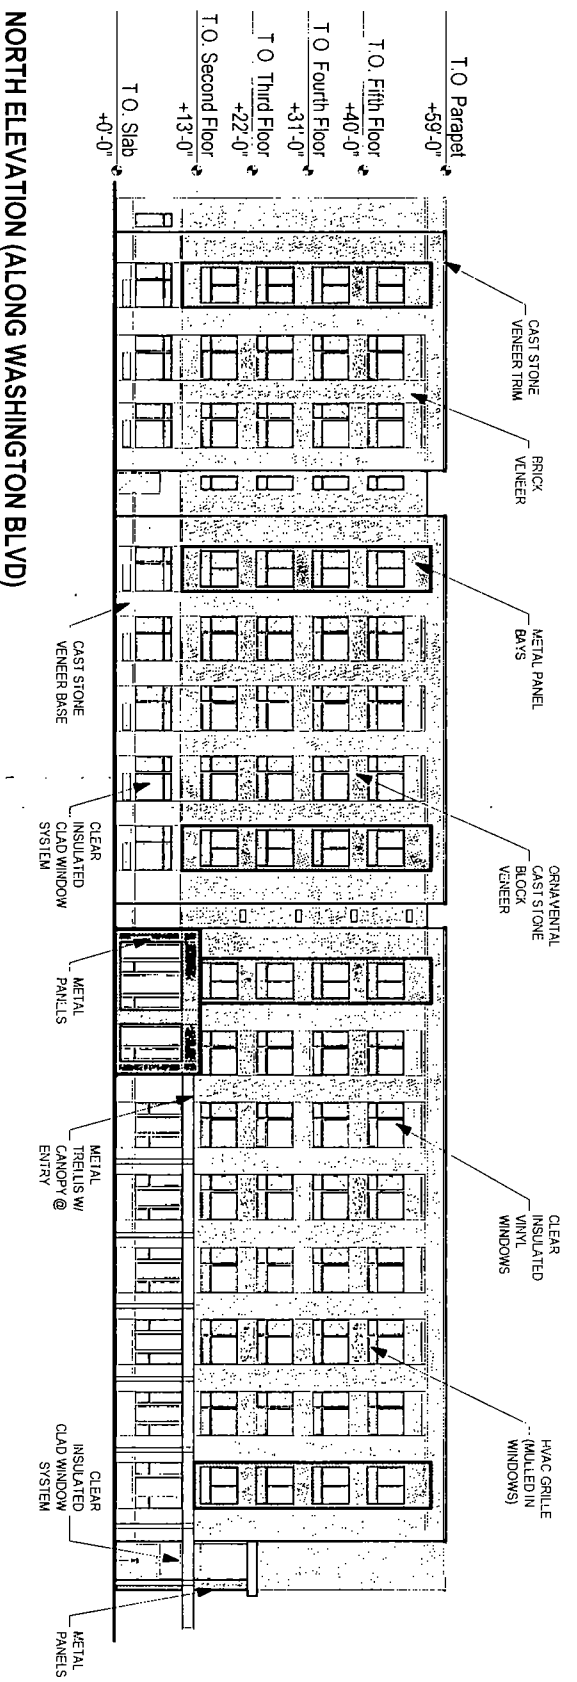 T.O. Parapet
+59'-0"
T.O. Fifth Floor
+40'-0"
T.O Fourth Floor
+31'-0"
T O Third Floor
+22'-0"
T.O. Second Floor
+13'-0"
T.O. Slab
+0'-0"
CAST STONE
VENEER TRIM
BRICK
VENEER
METAL PANEL
BAYS
ORNAMENTAL
CAST STONE
BLOCK
VENEER
CLEAR
INSULATED
VINYL
WINDOWS
HVAC GRILLE
(MULLED IN
WINDOWS)
CAST STONE
VENEER BASE
CLEAR
INSULATED
CLAD WINDOW
SYSTEM
METAL
PANELS
METAL
TRELLIS W/
CANOPY @
ENTRY
CLEAR
INSULATED
CLAD WINDOW
SYSTEM
METAL
PANELS
NORTH ELEVATION (ALONG WASHINGTON BLVD)